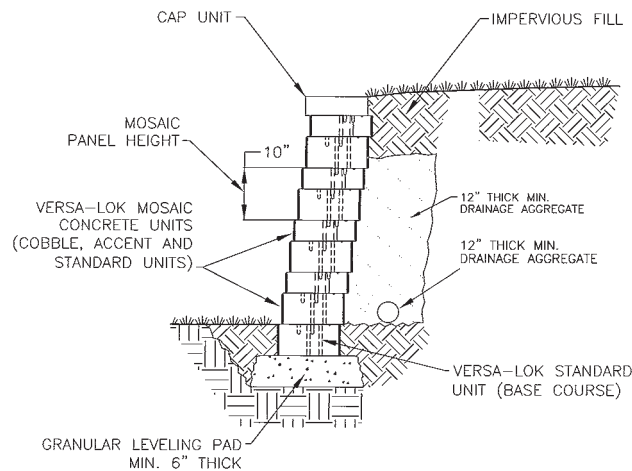 CAP UNIT
IMPERVIOUS FILL
MOSAIC
PANEL HEIGHT
10"
VERSA-LOK MOSAIC
CONCRETE UNITS
(COBBLE, ACCENT AND
STANDARD UNITS)
12" THICK MIN.
DRAINAGE AGGREGATE
12" THICK MIN.
DRAINAGE AGGREGATE
VERSA-LOK STANDARD
UNIT (BASE COURSE)
GRANULAR LEVELING PAD
MIN. 6" THICK